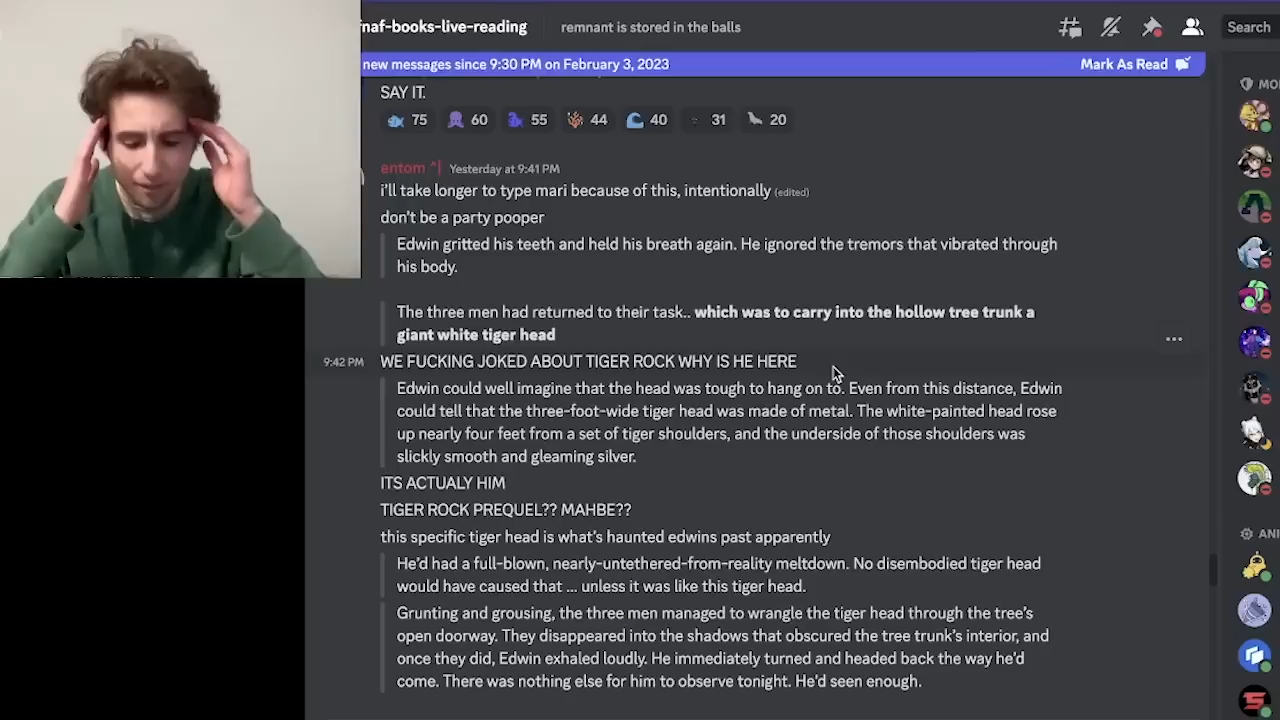 fnaf-books-live-reading
remnant is stored in the balls
Search
new messages since 9:30 PM on February 3, 2023
Mark As Read
SAY IT.
75 60 55 44 40 31 20
entom ^| Yesterday at 9:41 PM
i'll take longer to type mari because of this, intentionally (edited)
don't be a party pooper
Edwin gritted his teeth and held his breath again. He ignored the tremors that vibrated through
his body.
The three men had returned to their task.. which was to carry into the hollow tree trunk a
giant white tiger head
9:42 PM WE FUCKING JOKED ABOUT TIGER ROCK WHY IS HE HERE
Edwin could well imagine that the head was tough to hang on to. Even from this distance, Edwin
could tell that the three-foot-wide tiger head was made of metal. The white-painted head rose
up nearly four feet from a set of tiger shoulders, and the underside of those shoulders was
slickly smooth and gleaming silver.
ITS ACTUALY HIM
TIGER ROCK PREQUEL?? MAHBE??
this specific tiger head is what's haunted edwins past apparently
He'd had a full-blown, nearly-untethered-from-reality meltdown. No disembodied tiger head
would have caused that ... unless it was like this tiger head.
Grunting and grousing, the three men managed to wrangle the tiger head through the tree's
open doorway. They disappeared into the shadows that obscured the tree trunk's interior, and
once they did, Edwin exhaled loudly. He immediately turned and headed back the way he'd
come. There was nothing else for him to observe tonight. He'd seen enough.
MO
ANI